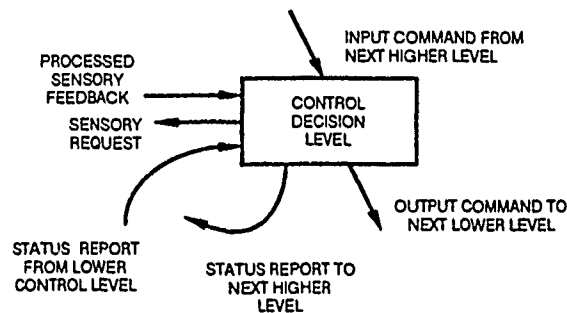 INPUT COMMAND FROM
NEXT HIGHER LEVEL
PROCESSED
SENSORY
FEEDBACK
SENSORY
REQUEST
CONTROL
DECISION
LEVEL
OUTPUT COMMAND TO
NEXT LOWER LEVEL
STATUS REPORT
FROM LOWER
CONTROL LEVEL
STATUS REPORT TO
NEXT HIGHER
LEVEL